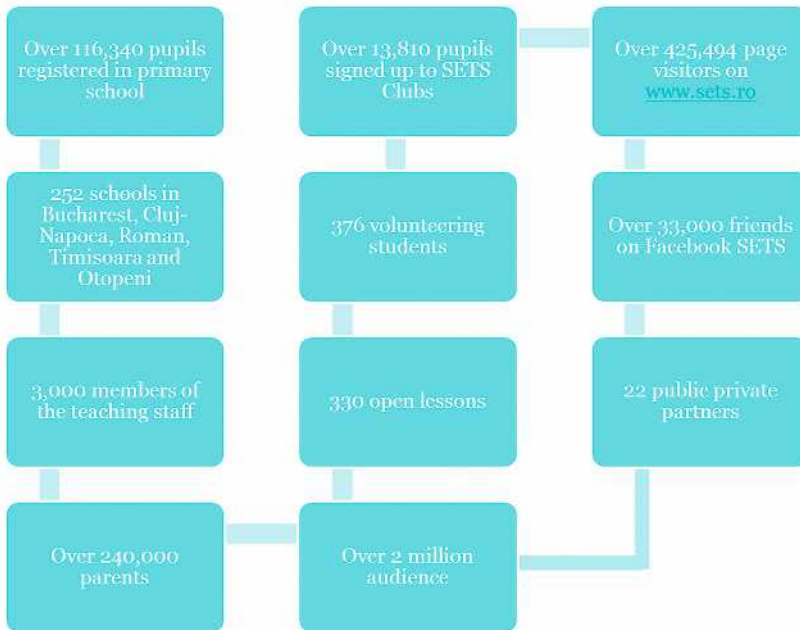 Over 116,340 pupils
registered in primary
school
252 schools in
Bucharest, Cluj-
Napoca, Roman,
Timisoara and
Otopeni
3,000 members of
the teaching staff
Over 240,000
parents
Over 2 million
audience
330 open lessons
376 volunteering
students
Over 13,810 pupils
signed up to SETS
Clubs
Over 425,494 page
visitors on
www.sets.ro
Over 33,000 friends
on Facebook SETS
22 public private
partners